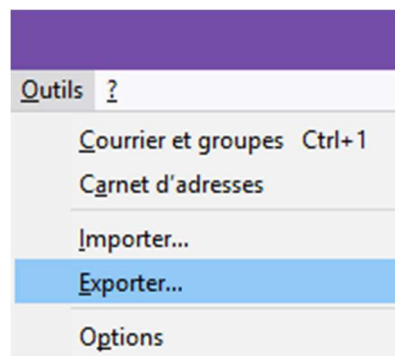 Outils ?
Courrier et groupes Ctrl+1
Carnet d'adresses
Importer...
Exporter...
Options